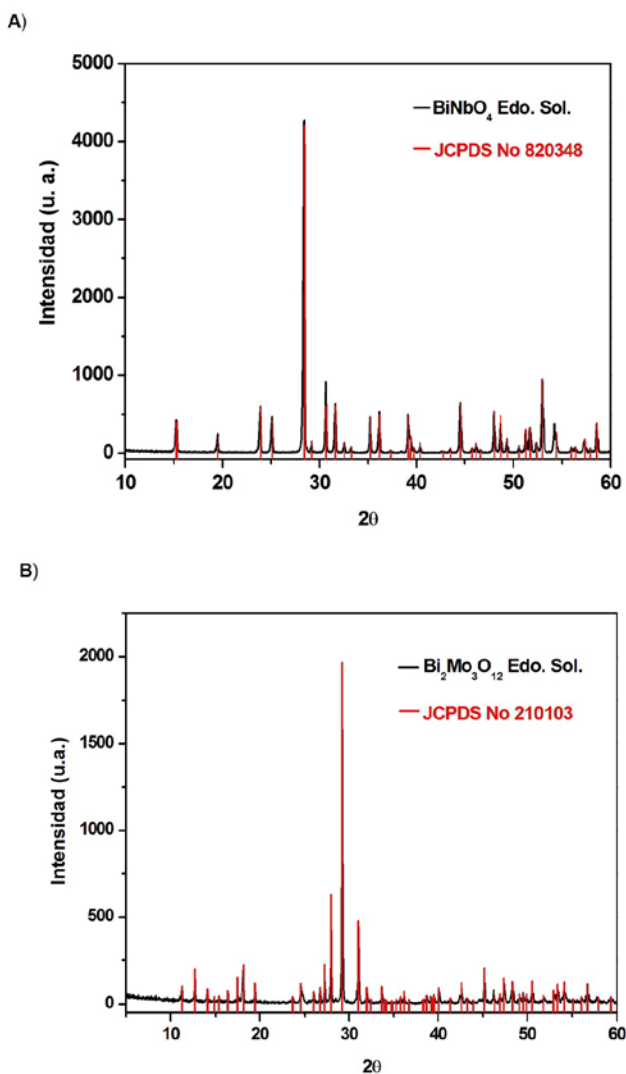 A)
5000
4000
3000
2000
1000
0
Intensidad (u. a.)
BiNbO₄ Edo. Sol.
JCPDS No 820348
10 20 30 40 50 60
2θ
B)
2000
1500
1000
500
0
Intensidad (u.a.)
Bi₂Mo₃O₁₂ Edo. Sol.
JCPDS No 210103
10 20 30 40 50 60
2θ